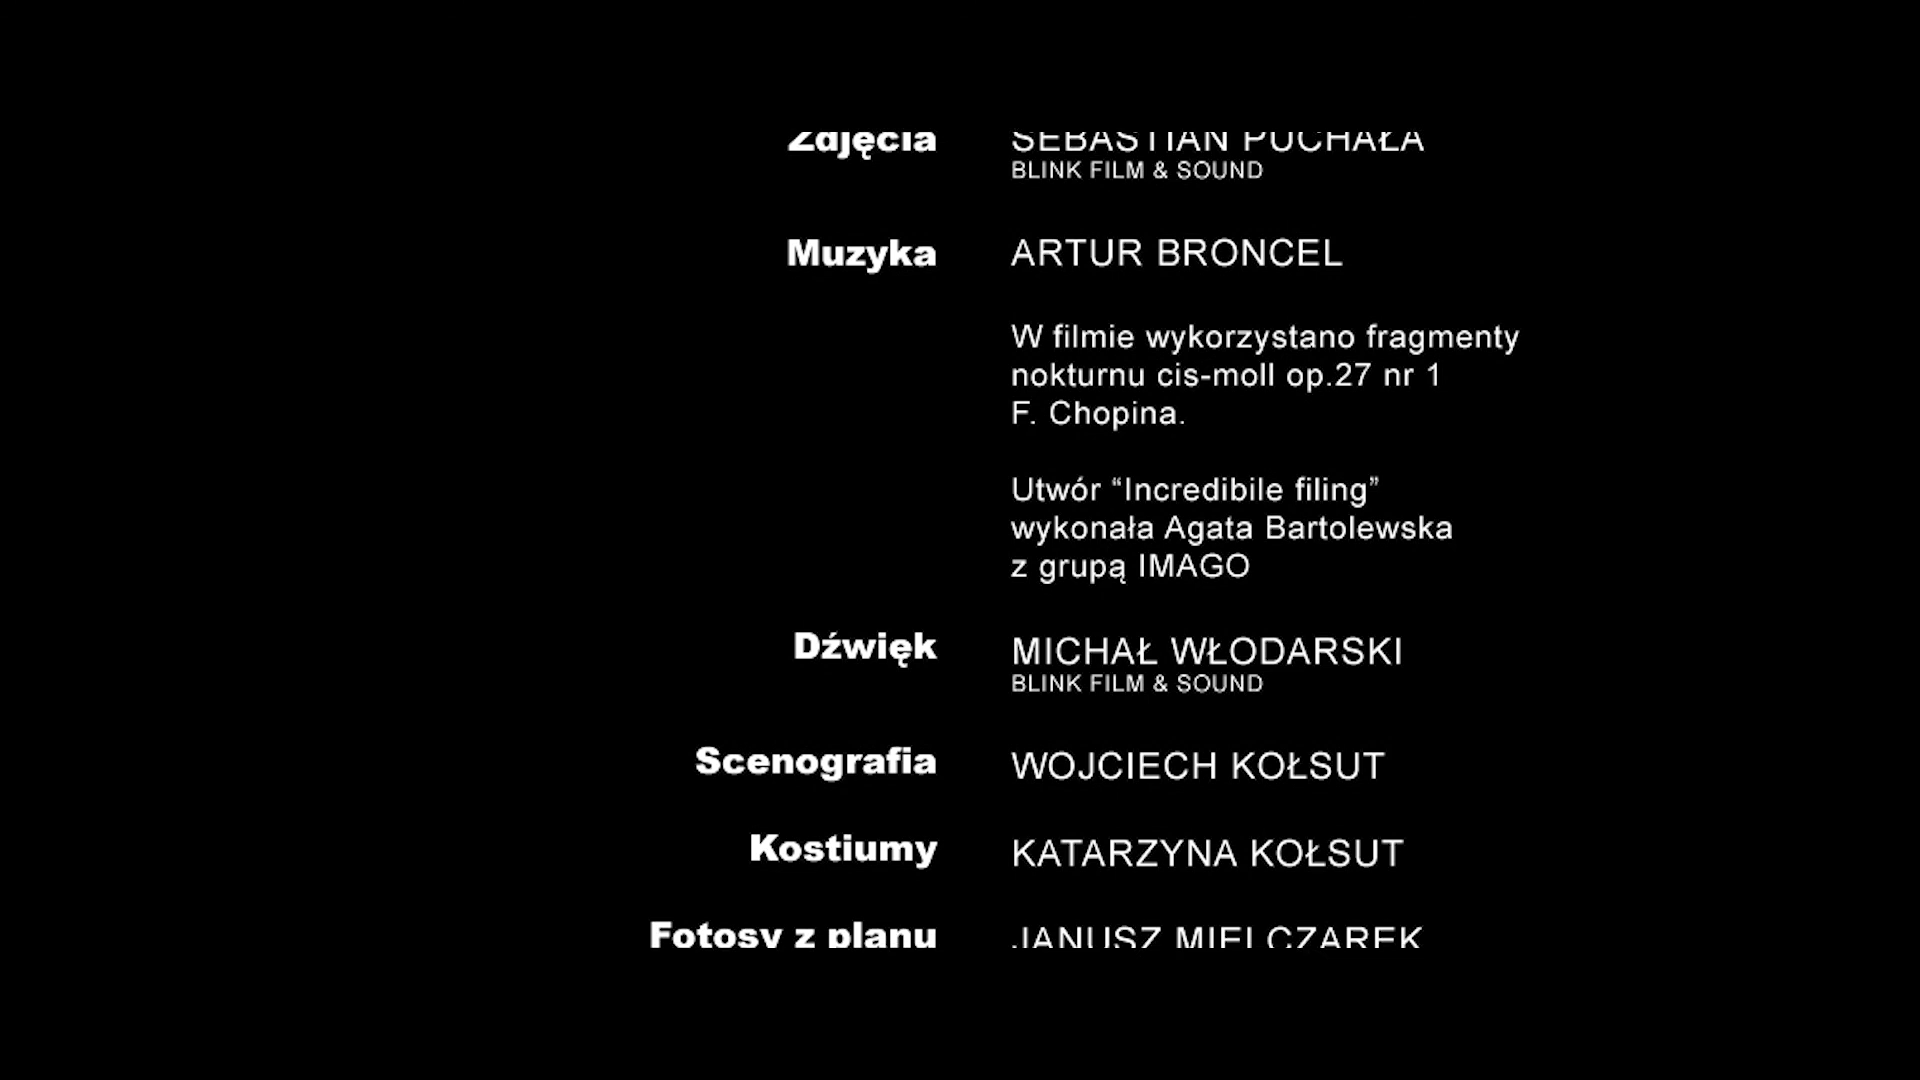 Zdjęcia SEBASTIAN PUCHAŁA
BLINK FILM & SOUND
Muzyka ARTUR BRONCEL
W filmie wykorzystano fragmenty
nokturnu cis-moll op.27 nr 1
F. Chopina.
Utwór “Incredibile filing”
wykonała Agata Bartolewska
z grupą IMAGO
Dźwięk MICHAŁ WŁODARSKI
BLINK FILM & SOUND
Scenografia WOJCIECH KOŁSUT
Kostiumy KATARZYNA KOŁSUT
Fotosy z planu JANUSZ MIELCZAREK